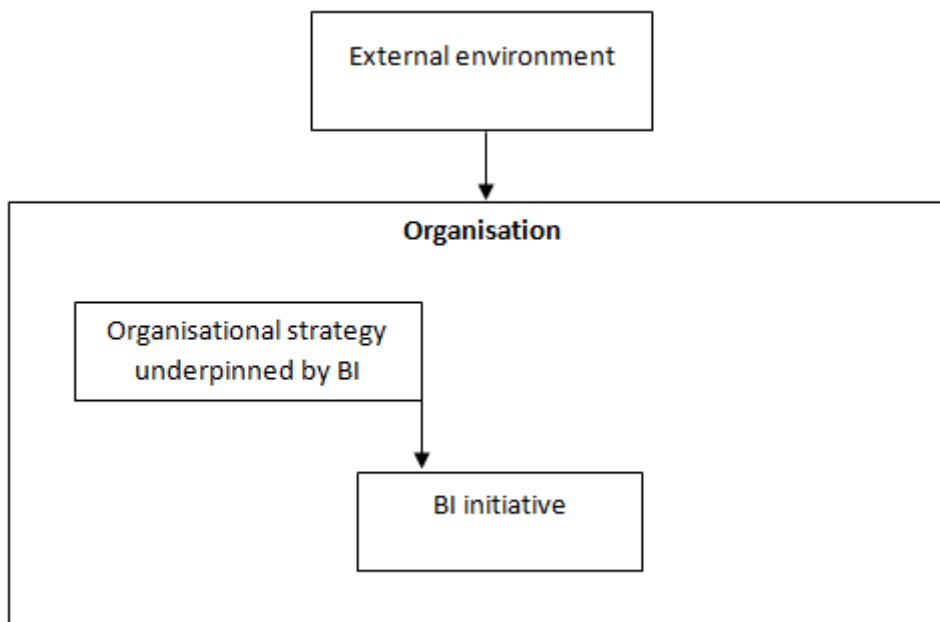 External environment
Organisation
Organisational strategy
underpinned by BI
BI initiative